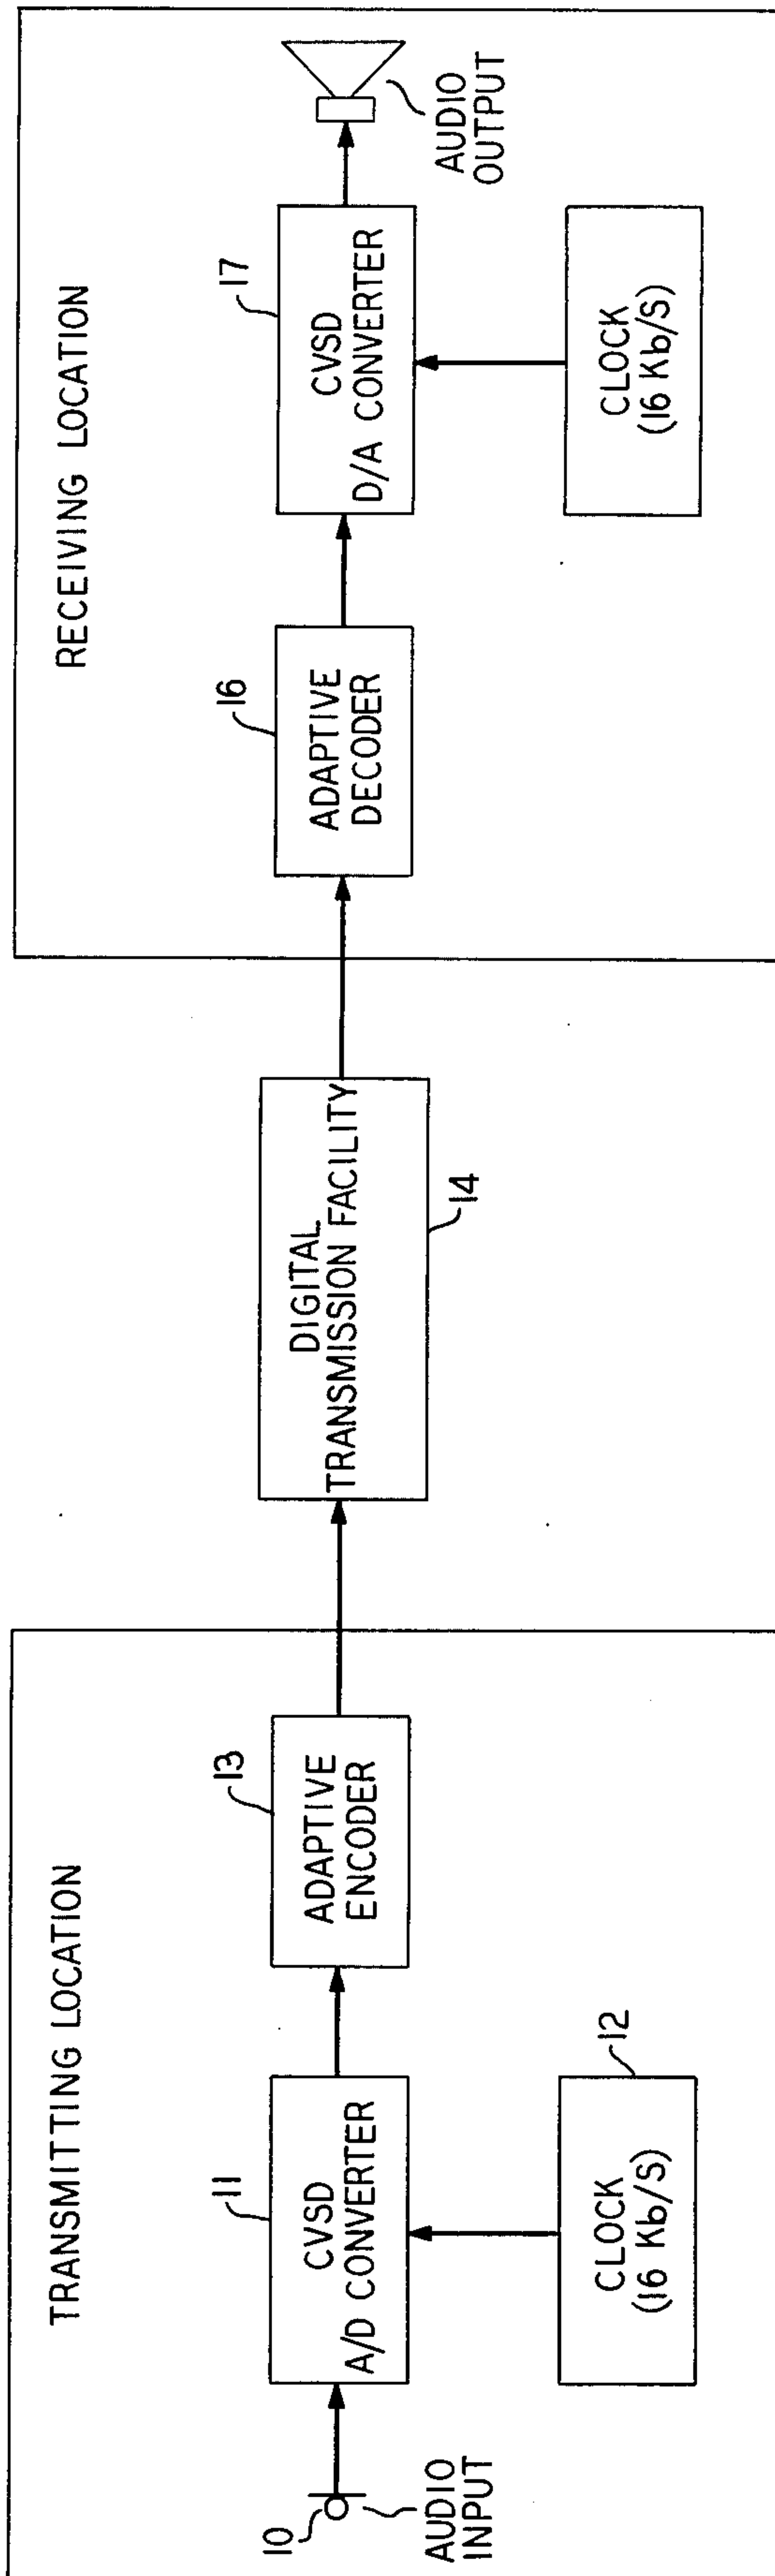 TRANSMITTING LOCATION
10
AUDIO
INPUT
11
CVSD
A/D CONVERTER
12
CLOCK
(16 Kb/S)
13
ADAPTIVE
ENCODER
DIGITAL
TRANSMISSION FACILITY
14
RECEIVING LOCATION
16
ADAPTIVE
DECODER
17
CVSD
D/A CONVERTER
CLOCK
(16 Kb/S)
AUDIO
OUTPUT